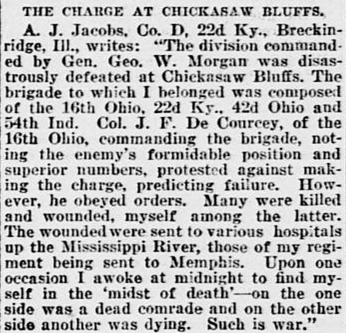 THE CHARGE AT CHICKASAW BLUFFS.
A. J. Jacobs, Co. D, 22d Ky., Breckin-
ridge, Ill., writes: "The division command-
ed by Gen. Geo. W. Morgan was disas-
trously defeated at Chickasaw Bluffs. The
brigade to which I belonged was composed
of the 16th Ohio, 22d Ky., 42d Ohio and
54th Ind. Col. J. F. De Courcey, of the
16th Ohio, commanding the brigade, not-
ing the enemy's formidable position and
superior numbers, protested against mak-
ing the charge, predicting failure. How-
ever, he obeyed orders. Many were killed
and wounded, myself among the latter.
The wounded were sent to various hospitals
up the Mississippi River, those of my regi-
ment being sent to Memphis. Upon one
occasion I awoke at midnight to find my-
self in the 'midst of death'—on the one
side was a dead comrade and on the other
side another was dying. Such is war."